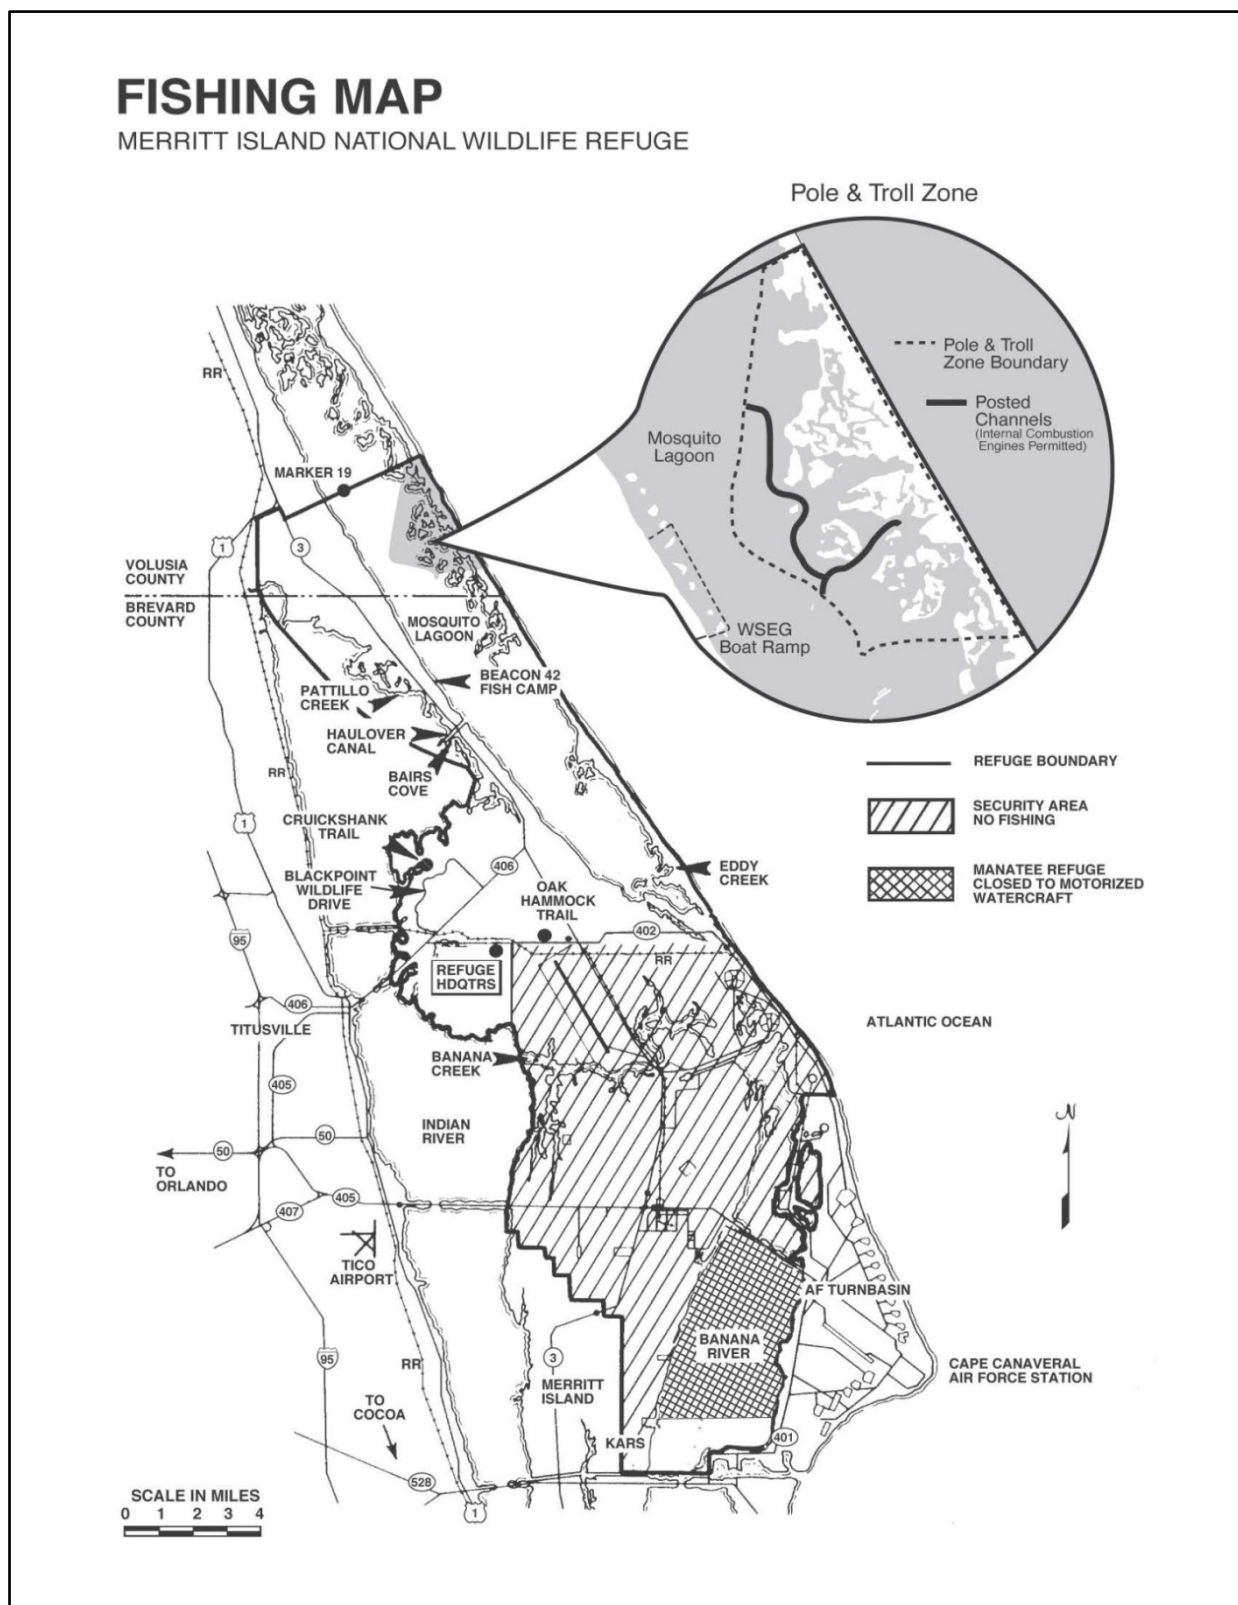 FISHING MAP
MERRITT ISLAND NATIONAL WILDLIFE REFUGE
Pole & Troll Zone
Pole & Troll
Zone Boundary
Posted
Channels
(Internal Combustion
Engines Permitted)
Mosquito
Lagoon
WSEG
Boat Ramp
RR
MARKER 19
1
3
VOLUSIA
COUNTY
BREVARD
COUNTY
MOSQUITO
LAGOON
BEACON 42
FISH CAMP
PATTILLO
CREEK
HAULOVER
CANAL
RR
BAIRS
COVE
REFUGE BOUNDARY
SECURITY AREA
NO FISHING
MANATEE REFUGE
CLOSED TO MOTORIZED
WATERCRAFT
1
CRUICKSHANK
TRAIL
406
EDDY
CREEK
BLACKPOINT
WILDLIFE
DRIVE
OAK
HAMMOCK
TRAIL
95
402
RR
REFUGE
HDQTRS
406
TITUSVILLE
ATLANTIC OCEAN
BANANA
CREEK
405
INDIAN
RIVER
50
50
TO
ORLANDO
N
405
407
TICO
AIRPORT
AF TURNBASIN
BANANA
RIVER
95
RR
3
MERRITT
ISLAND
CAPE CANAVERAL
AIR FORCE STATION
TO
COCOA
KARS
401
528
1
SCALE IN MILES
0 1 2 3 4